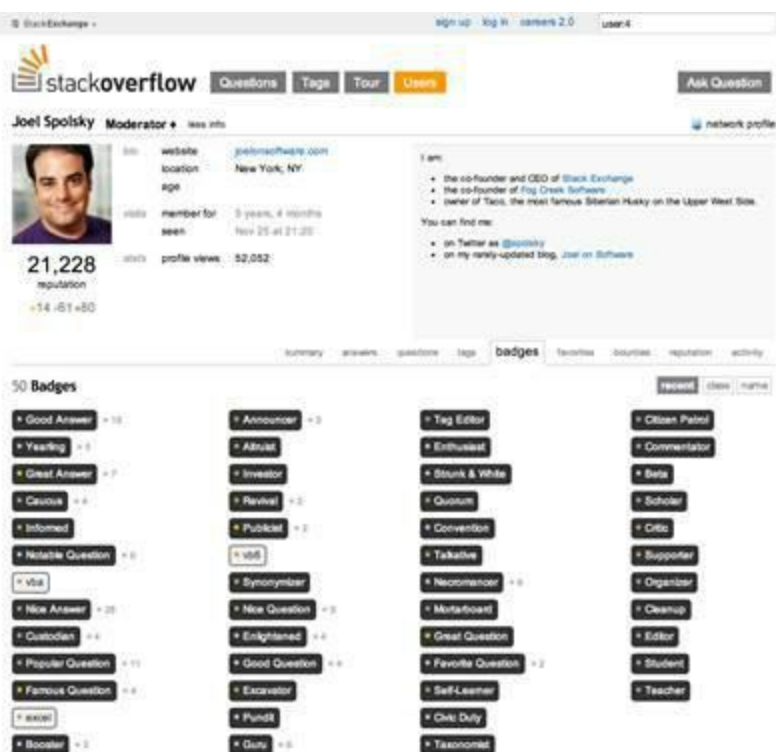 StackExchange
sign up log in careers 2.0 user:4
stackoverflow Questions Tags Tour Users Ask Question
Joel Spolsky Moderator ♦ less info network profile
bio website joelonsoftware.com
location New York, NY
age
visits member for 5 years, 4 months
seen Nov 25 at 21:20
stats profile views 52,052
21,228
reputation
I am:
• the co-founder and CEO of Stack Exchange
• the co-founder of Fog Creek Software
• owner of Taco, the most famous Siberian Husky on the Upper West Side.
You can find me:
• on Twitter as @spolsky
• on my rarely-updated blog, Joel on Software
summary answers questions tags badges favorites bounties reputation activity
50 Badges recent class name
Good Answer Announcer Tag Editor Citizen Patrol
Yearling Altruist Enthusiast Commentator
Great Answer × 7 Investor Strunk & White Beta
Caucus Revival Quorum Scholar
Informed Publicist Convention Critic
Notable Question vb6 Talkative Supporter
vba Synonymizer Necromancer Organizer
Nice Answer Nice Question Mortarboard Cleanup
Custodian Enlightened Great Question Editor
Popular Question Good Question Favorite Question × 2 Student
Famous Question Excavator Self-Learner Teacher
excel Pundit Civic Duty
Booster Guru Taxonomist